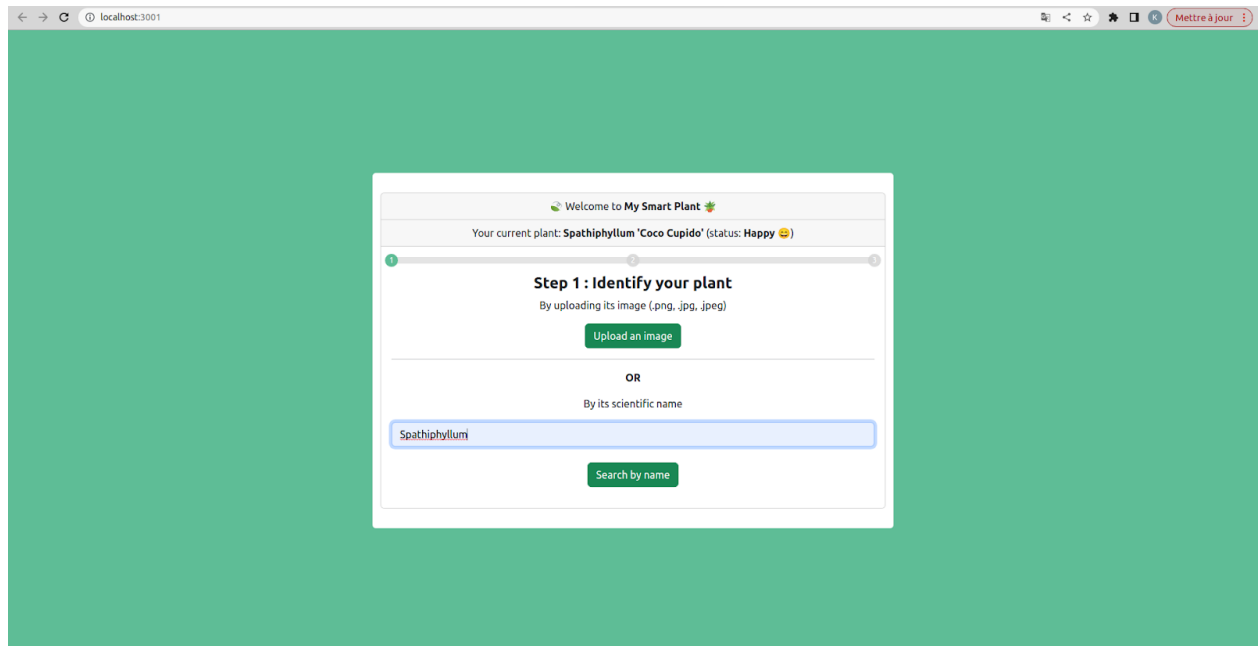 localhost:3001
K
Mettre à jour
🍃 Welcome to My Smart Plant 🪴
Your current plant: Spathiphyllum 'Coco Cupido' (status: Happy 😄)
1 2 3
Step 1 : Identify your plant
By uploading its image (.png, .jpg, .jpeg)
Upload an image
OR
By its scientific name
Spathiphyllum
Search by name